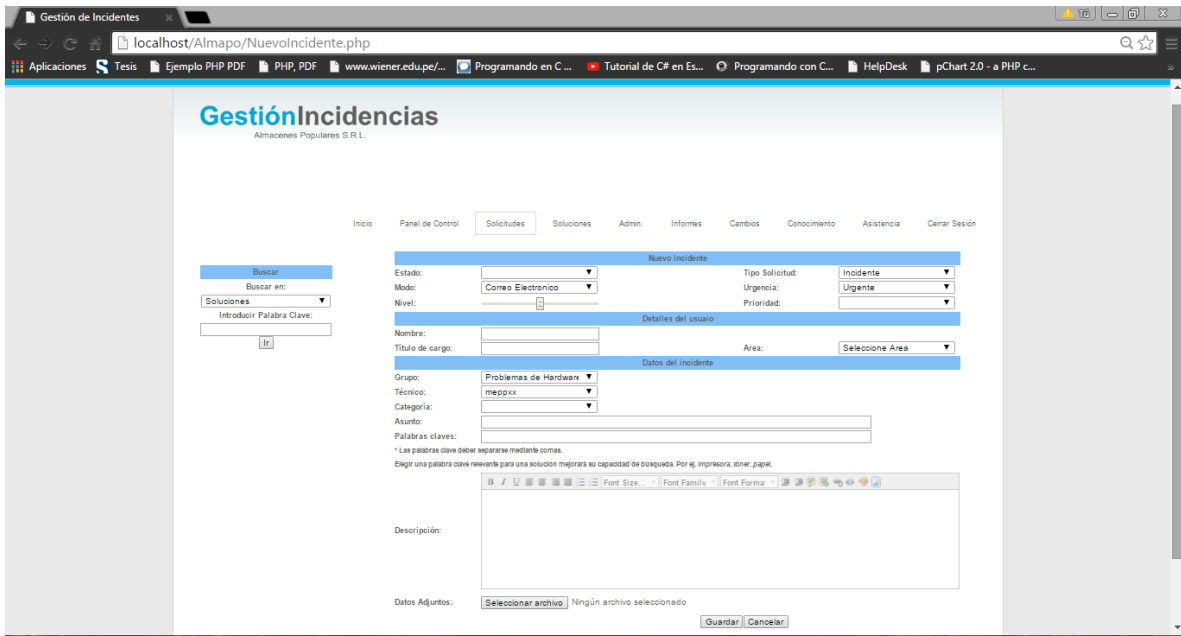 Gestión de Incidentes
Tú
localhost/Almapo/NuevoIncidente.php
Aplicaciones Tesis Ejemplo PHP PDF PHP, PDF www.wiener.edu.pe/... Programando en C ... Tutorial de C# en Es... Programando con C... HelpDesk pChart 2.0 - a PHP c... »
GestiónIncidencias
Almacenes Populares S.R.L.
Inicio Panel de Control Solicitudes Soluciones Admin. Informes Cambios Conocimiento Asistencia Cerrar Sesión
Buscar
Buscar en:
Soluciones
Introducir Palabra Clave:
Ir
Nuevo Incidente
Estado: Tipo Solicitud: Incidente
Modo: Correo Electronico Urgencia: Urgente
Nivel: Prioridad:
Detalles del usuaio
Nombre:
Titulo de cargo: Area: Seleccione Area
Datos del incidente
Grupo: Problemas de Hardware
Técnico: meppxx
Categoria:
Asunto:
Palabras claves:
* Las palabras clave deber separarse mediante comas.
Elegir una palabra clave relevante para una solución mejorará su capacidad de búsqueda. Por ej, impresora, tóner, papel,
B I U Font Size... Font Family Font Format
Descripción:
Datos Adjuntos: Seleccionar archivo Ningún archivo seleccionado
Guardar Cancelar